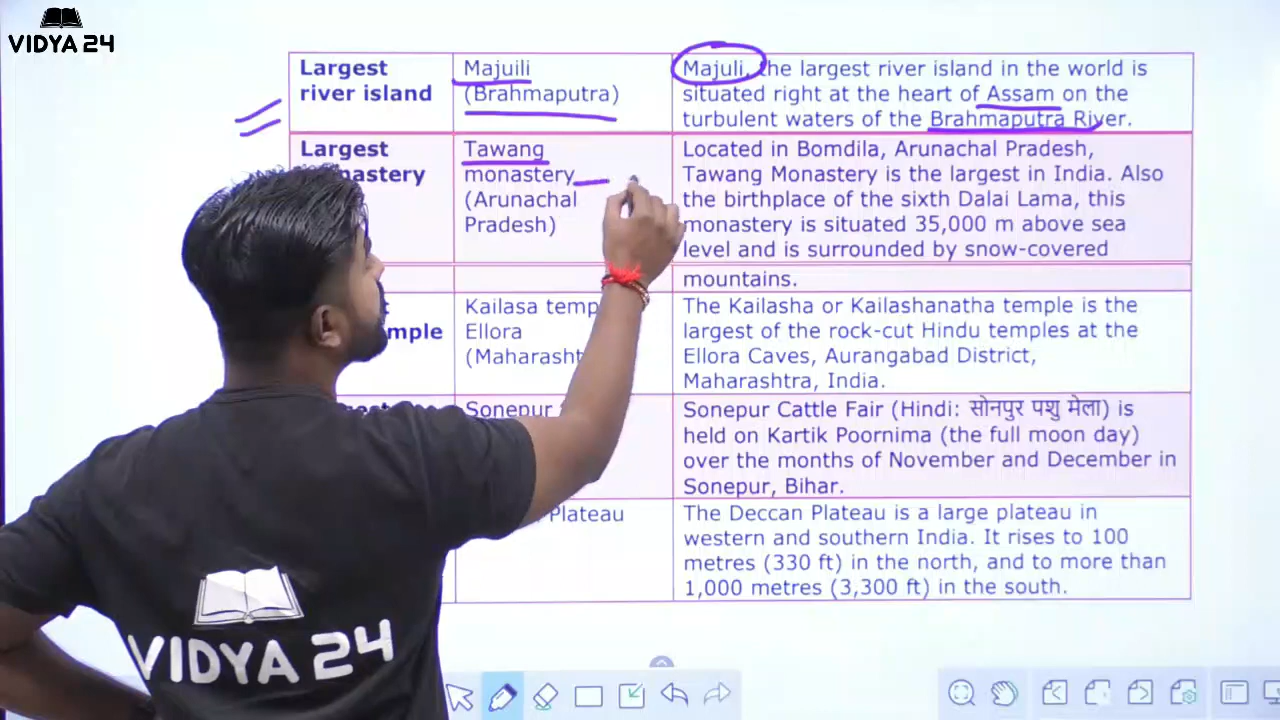 VIDYA 24
Largest
river island
Majuili
(Brahmaputra)
Majuli, the largest river island in the world is
situated right at the heart of Assam on the
turbulent waters of the Brahmaputra River.
Largest
Tawang
monastery
(Arunachal
Pradesh)
Located in Bomdila, Arunachal Pradesh,
Tawang Monastery is the largest in India. Also
the birthplace of the sixth Dalai Lama, this
monastery is situated 35,000 m above sea
level and is surrounded by snow-covered
mountains.
Kailasa
Ellora
The Kailasha or Kailashanatha temple is the
largest of the rock-cut Hindu temples at the
Ellora Caves, Aurangabad District,
Maharashtra, India.
Sonepur
Sonepur Cattle Fair (Hindi: सोनपुर पशु मेला) is
held on Kartik Poornima (the full moon day)
over the months of November and December in
Sonepur, Bihar.
Plateau
The Deccan Plateau is a large plateau in
western and southern India. It rises to 100
metres (330 ft) in the north, and to more than
1,000 metres (3,300 ft) in the south.
VIDYA 24